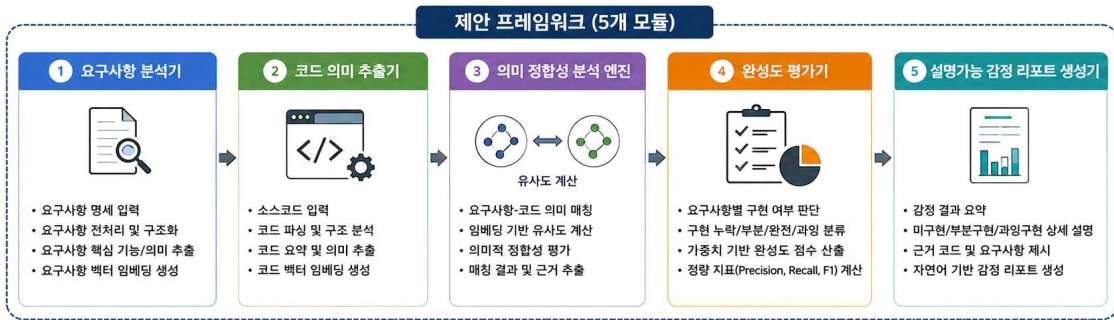 제안 프레임워크 (5개 모듈)
1 요구사항 분석기
• 요구사항 명세 입력
• 요구사항 전처리 및 구조화
• 요구사항 핵심 기능/의미 추출
• 요구사항 벡터 임베딩 생성
2 코드 의미 추출기
</>
• 소스코드 입력
• 코드 파싱 및 구조 분석
• 코드 요약 및 의미 추출
• 코드 벡터 임베딩 생성
3 의미 정합성 분석 엔진
유사도 계산
• 요구사항-코드 의미 매칭
• 임베딩 기반 유사도 계산
• 의미적 정합성 평가
• 매칭 결과 및 근거 추출
4 완성도 평가기
• 요구사항별 구현 여부 판단
• 구현 누락/부분/완전/과잉 분류
• 가중치 기반 완성도 점수 산출
• 정량 지표(Precision, Recall, F1) 계산
5 설명가능 감정 리포트 생성기
• 감정 결과 요약
• 미구현/부분구현/과잉구현 상세 설명
• 근거 코드 및 요구사항 제시
• 자연어 기반 감정 리포트 생성